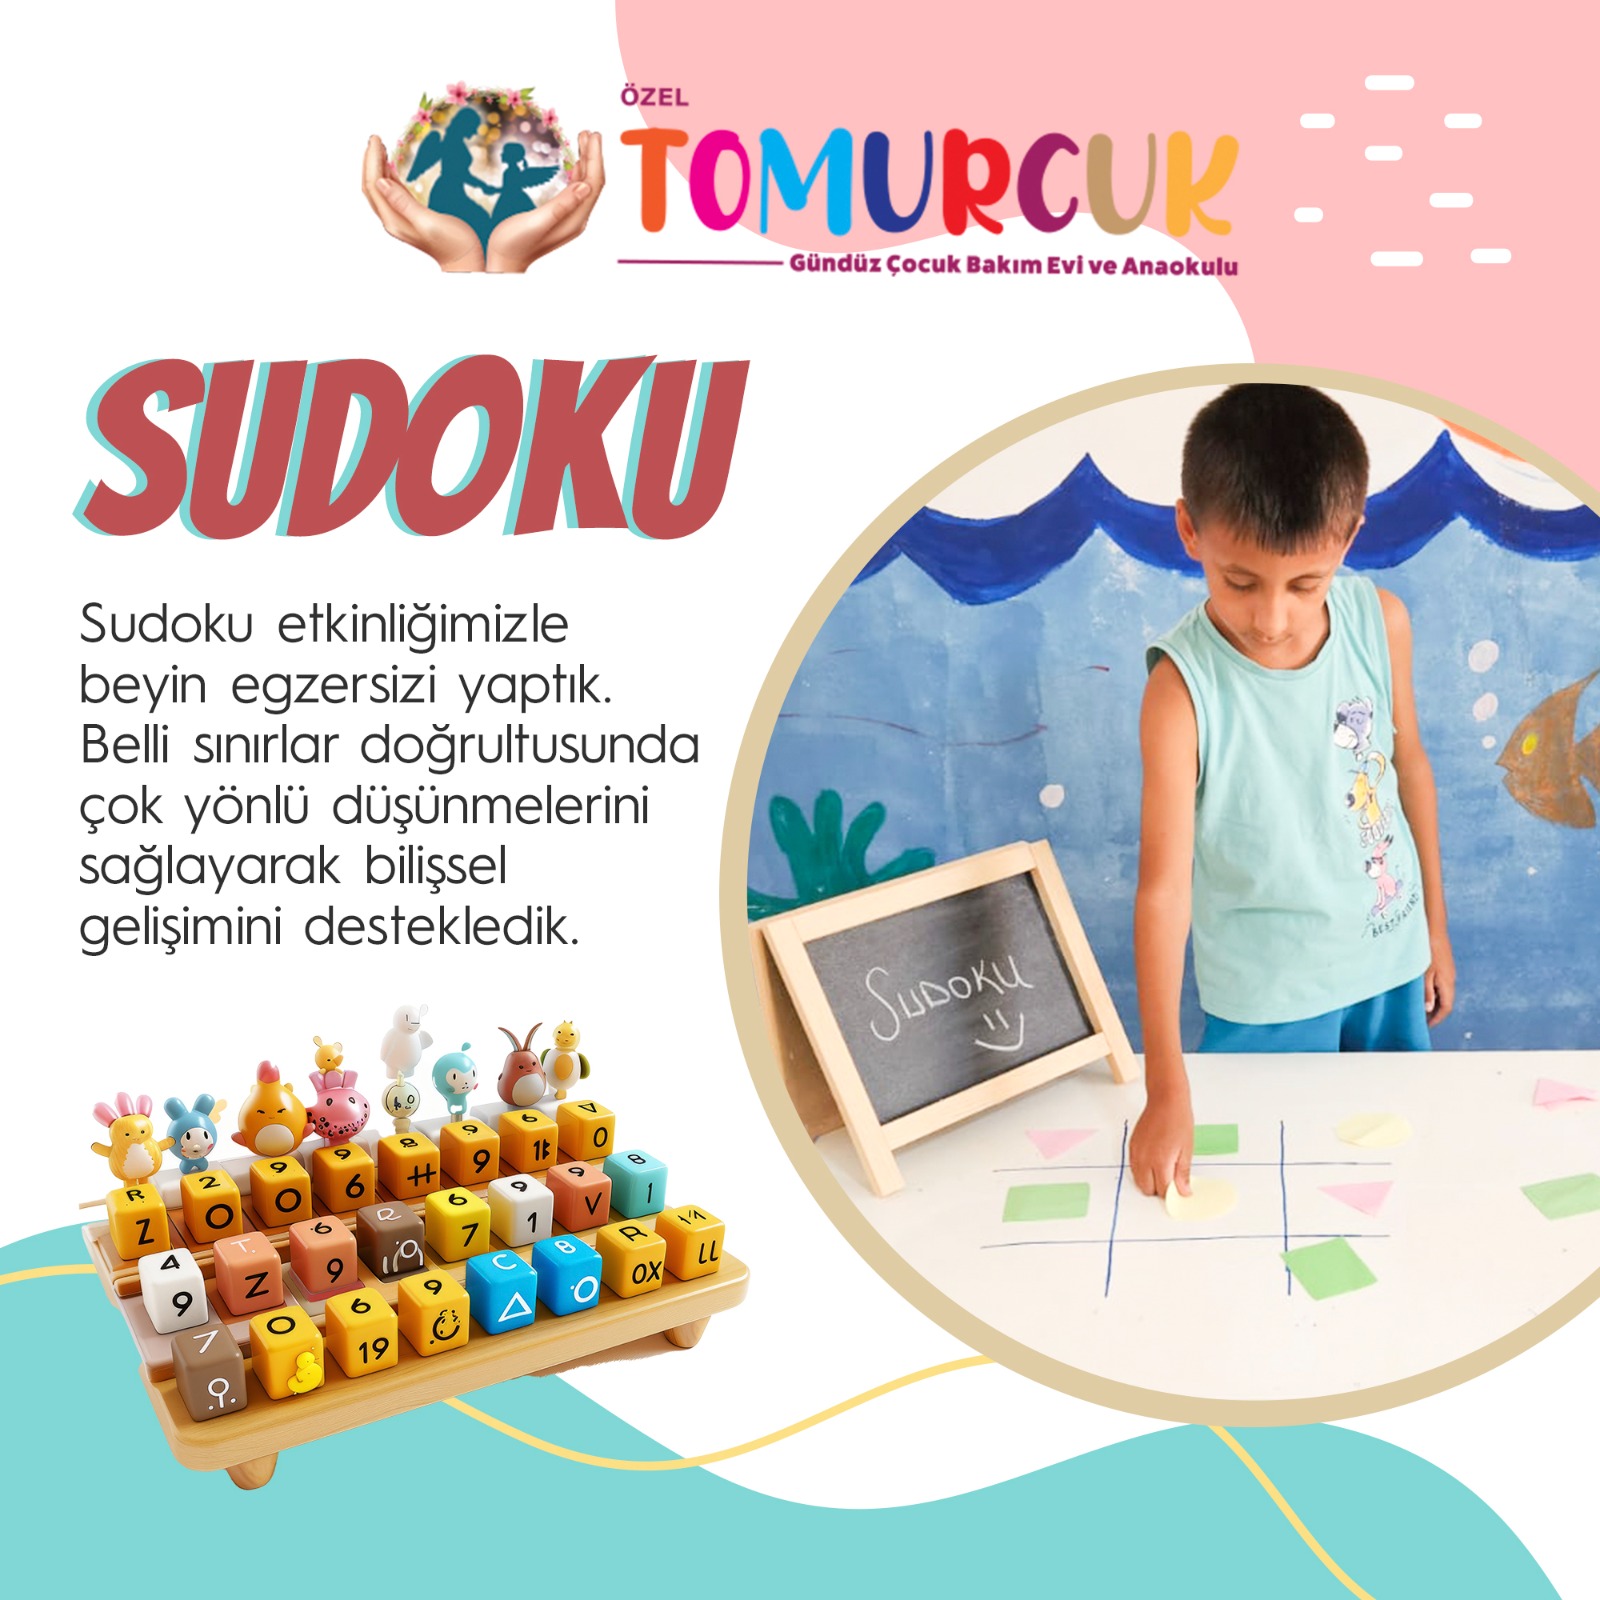 ÖZEL
TOMURCUK
Gündüz Çocuk Bakım Evi ve Anaokulu
SUDOKU
Sudoku etkinliğimizle
beyin egzersizi yaptık.
Belli sınırlar doğrultusunda
çok yönlü düşünmelerini
sağlayarak bilişsel
gelişimini destekledik.
SUDOKU